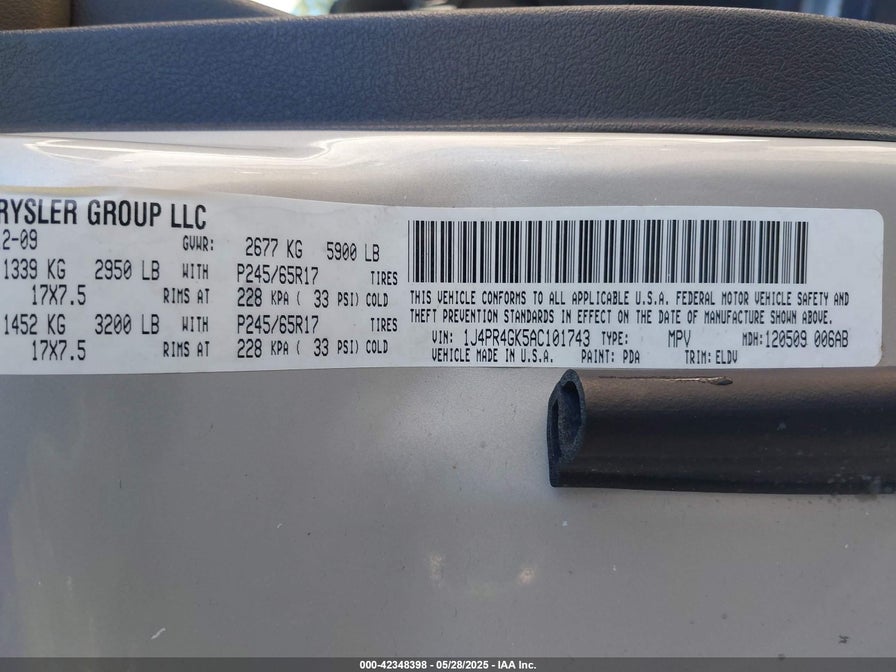 RYSLER GROUP LLC
2-09 GVWR: 2677 KG 5900 LB
1339 KG 2950 LB WITH P245/65R17 TIRES
17X7.5 RIMS AT 228 KPA ( 33 PSI) COLD
1452 KG 3200 LB WITH P245/65R17 TIRES
17X7.5 RIMS AT 228 KPA ( 33 PSI) COLD
THIS VEHICLE CONFORMS TO ALL APPLICABLE U.S.A. FEDERAL MOTOR VEHICLE SAFETY AND
THEFT PREVENTION STANDARDS IN EFFECT ON THE DATE OF MANUFACTURE SHOWN ABOVE.
VIN: 1J4PR4GK5AC101743 TYPE: MPV MDH:120509 006AB
VEHICLE MADE IN U.S.A. PAINT: PDA TRIM: ELDV
000-42348398 - 05/28/2025 - IAA Inc.